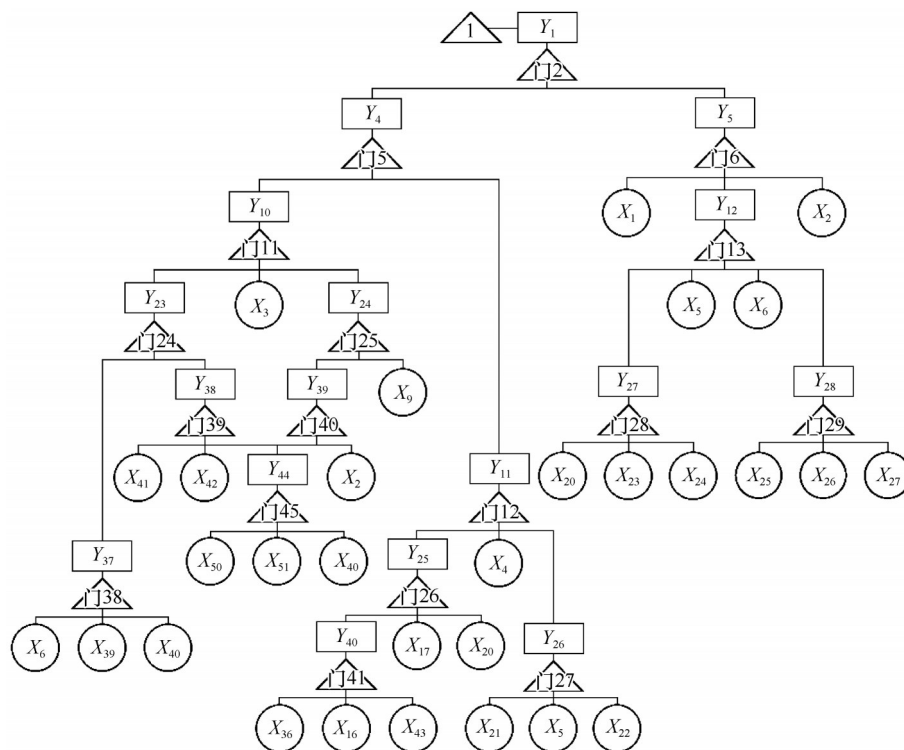 1
Y₁
门2
Y₄
Y₅
门5
门6
Y₁₀
X₁
Y₁₂
X₂
门11
门13
Y₂₃
X₃
Y₂₄
X₅
X₆
门24
门25
Y₃₈
Y₃₉
X₉
Y₂₇
Y₂₈
门39
门40
门28
门29
X₄₁
X₄₂
Y₄₄
X₂
Y₁₁
X₂₀
X₂₃
X₂₄
X₂₅
X₂₆
X₂₇
门45
门12
Y₃₇
X₅₀
X₅₁
X₄₀
Y₂₅
X₄
门38
门26
X₆
X₃₉
X₄₀
Y₄₀
X₁₇
X₂₀
Y₂₆
门41
门27
X₃₆
X₁₆
X₄₃
X₂₁
X₅
X₂₂